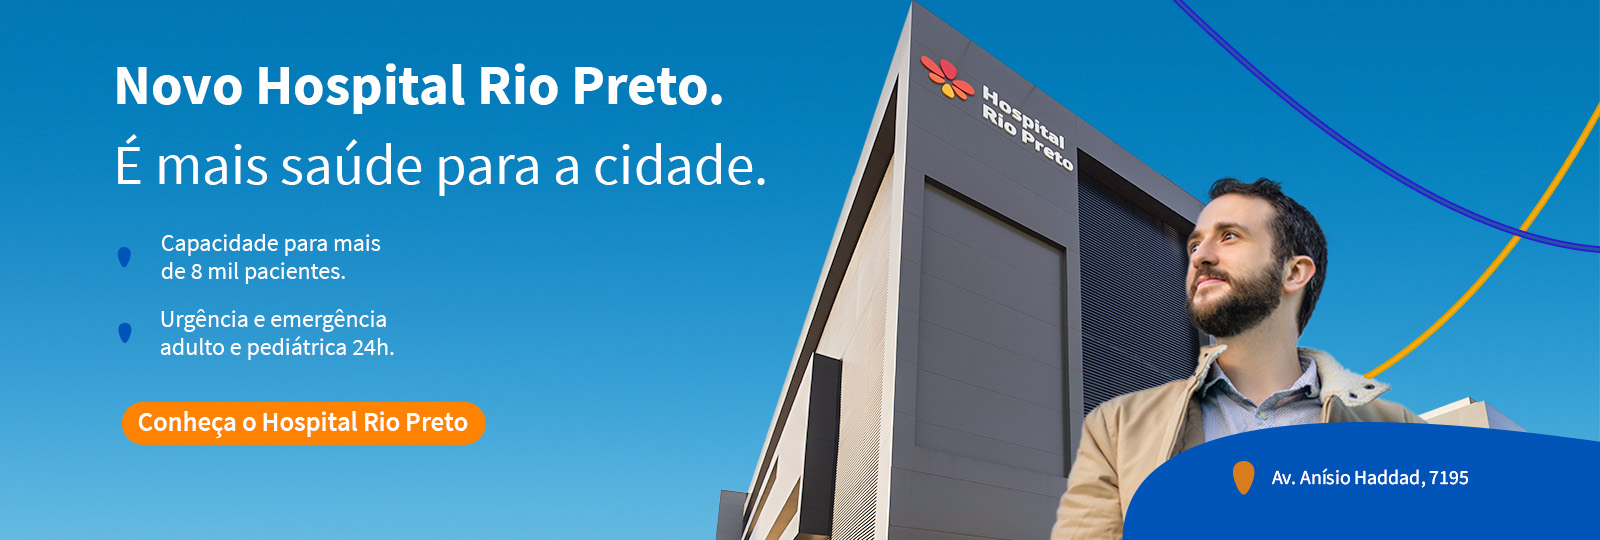 Novo Hospital Rio Preto.
É mais saúde para a cidade.
Capacidade para mais
de 8 mil pacientes.
Urgência e emergência
adulto e pediátrica 24h.
Conheça o Hospital Rio Preto
Hospital
Rio Preto
Av. Anísio Haddad, 7195